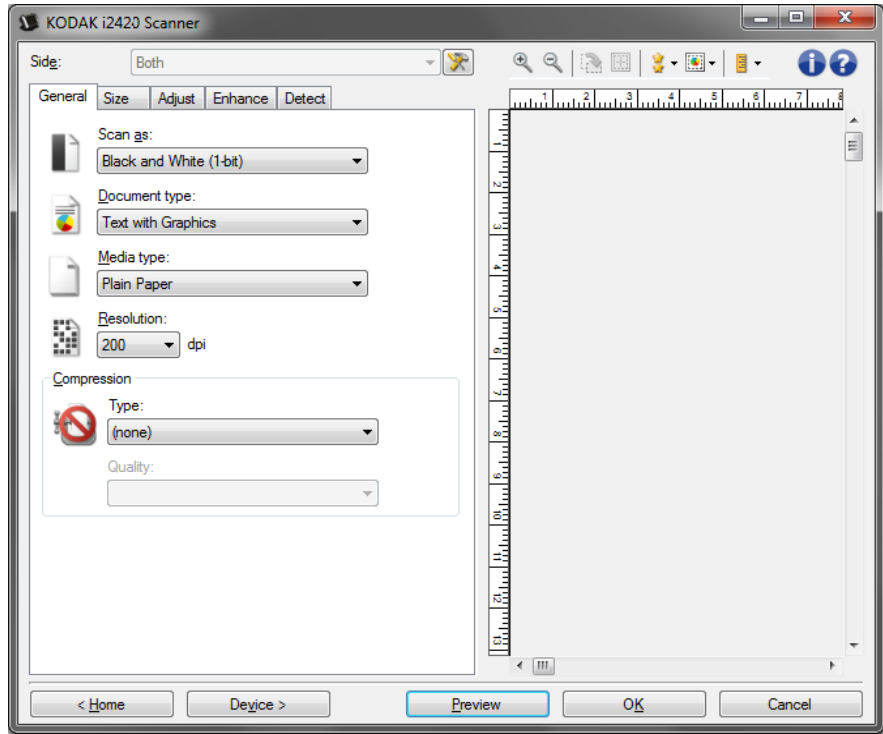 KODAK i2420 Scanner
Side: Both
General Size Adjust Enhance Detect
Scan as:
Black and White (1-bit)
Document type:
Text with Graphics
Media type:
Plain Paper
Resolution:
200 dpi
Compression
Type:
(none)
Quality:
1 2 3 4 5 6 7 8
1
2
3
4
5
6
7
8
9
10
11
12
13
< Home Device > Preview OK Cancel